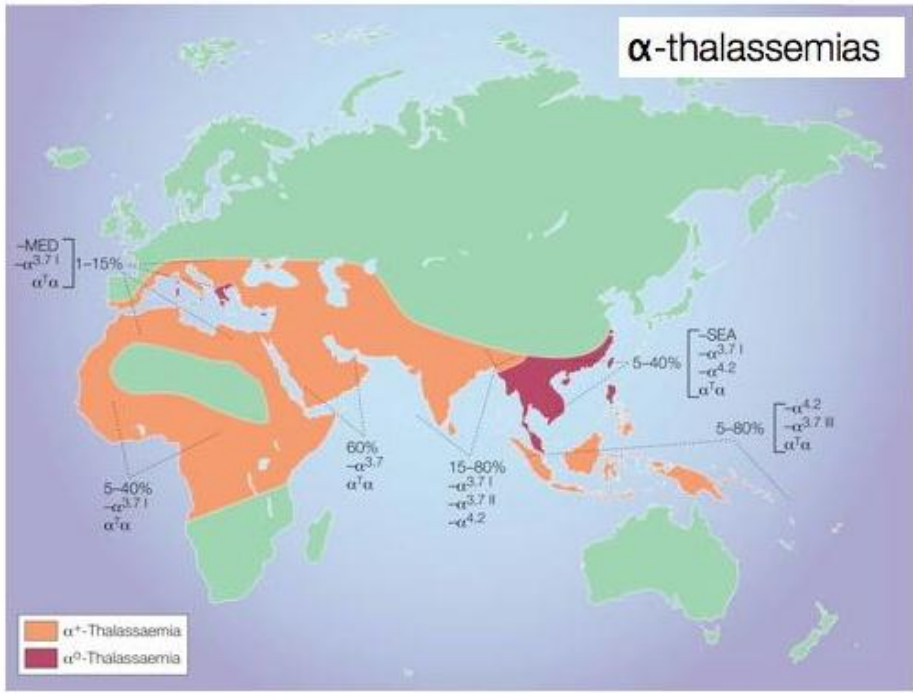 α-thalassemias
–MED
–α³·⁷ ᴵ
αᵀα
1–15%
5–40%
–α³·⁷ ᴵ
αᵀα
60%
–α³·⁷
αᵀα
15–80%
–α³·⁷ ᴵ
–α³·⁷ ᴵᴵ
–α⁴·²
5–40%
–SEA
–α³·⁷ ᴵ
–α⁴·²
αᵀα
5–80%
–α⁴·²
–α³·⁷ ᴵᴵᴵ
αᵀα
α⁺-Thalassaemia
α⁰-Thalassaemia